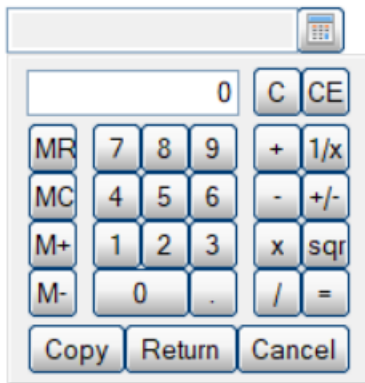 0 C CE
MR 7 8 9 + 1/x
MC 4 5 6 - +/-
M+ 1 2 3 x sqr
M- 0 . / =
Copy Return Cancel